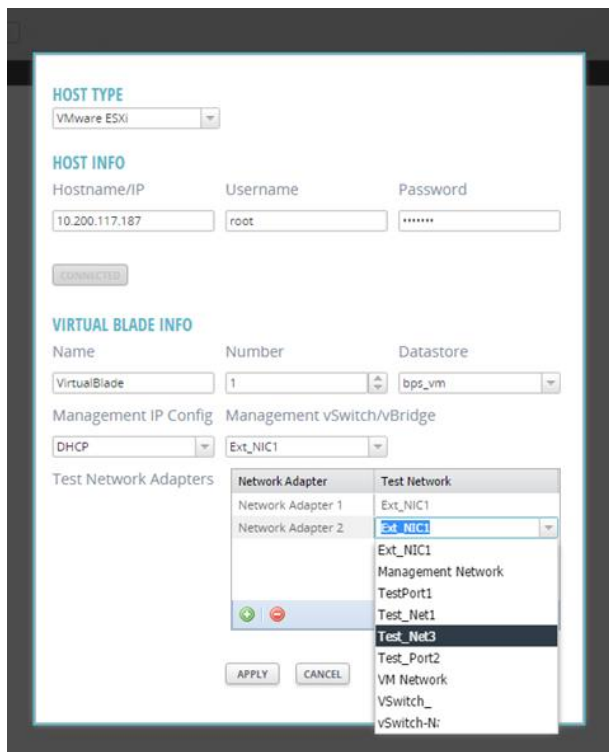 HOST TYPE
VMware ESXi
HOST INFO
Hostname/IP Username Password
10.200.117.187 root •••••••
CONNECTED
VIRTUAL BLADE INFO
Name Number Datastore
VirtualBlade 1 bps_vm
Management IP Config Management vSwitch/vBridge
DHCP Ext_NIC1
Test Network Adapters Network Adapter Test Network
Network Adapter 1 Ext_NIC1
Network Adapter 2 Ext_NIC1
Ext_NIC1
Management Network
TestPort1
Test_Net1
Test_Net3
Test_Port2
VM Network
VSwitch_
vSwitch-N
APPLY CANCEL